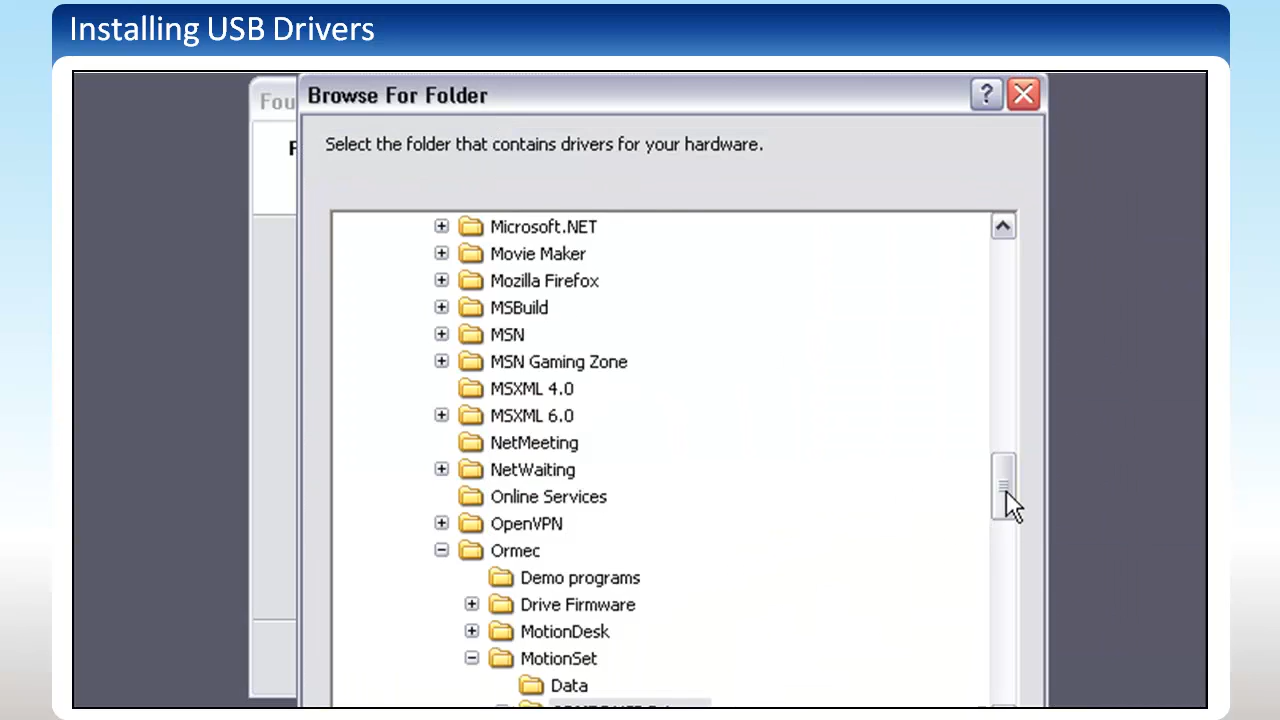 Installing USB Drivers
Fou
Browse For Folder
?
F
Select the folder that contains drivers for your hardware.
Microsoft.NET
Movie Maker
Mozilla Firefox
MSBuild
MSN
MSN Gaming Zone
MSXML 4.0
MSXML 6.0
NetMeeting
NetWaiting
Online Services
OpenVPN
Ormec
Demo programs
Drive Firmware
MotionDesk
MotionSet
Data